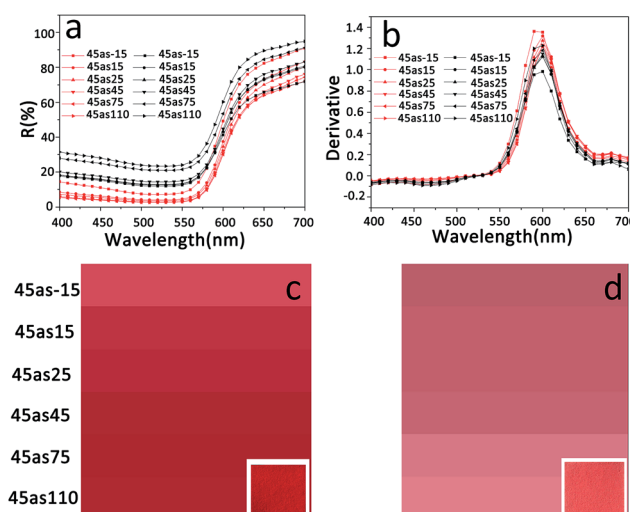 a
100
80
60
40
20
0
R(%)
45as-15 45as-15
45as15 45as15
45as25 45as25
45as45 45as45
45as75 45as75
45as110 45as110
400 450 500 550 600 650 700
Wavelength(nm)
b
1.4
1.2
1.0
0.8
0.6
0.4
0.2
0.0
-0.2
Derivative
45as-15 45as-15
45as15 45as15
45as25 45as25
45as45 45as45
45as75 45as75
45as110 45as110
400 450 500 550 600 650 700
Wavelength(nm)
c
45as-15
45as15
45as25
45as45
45as75
45as110
d